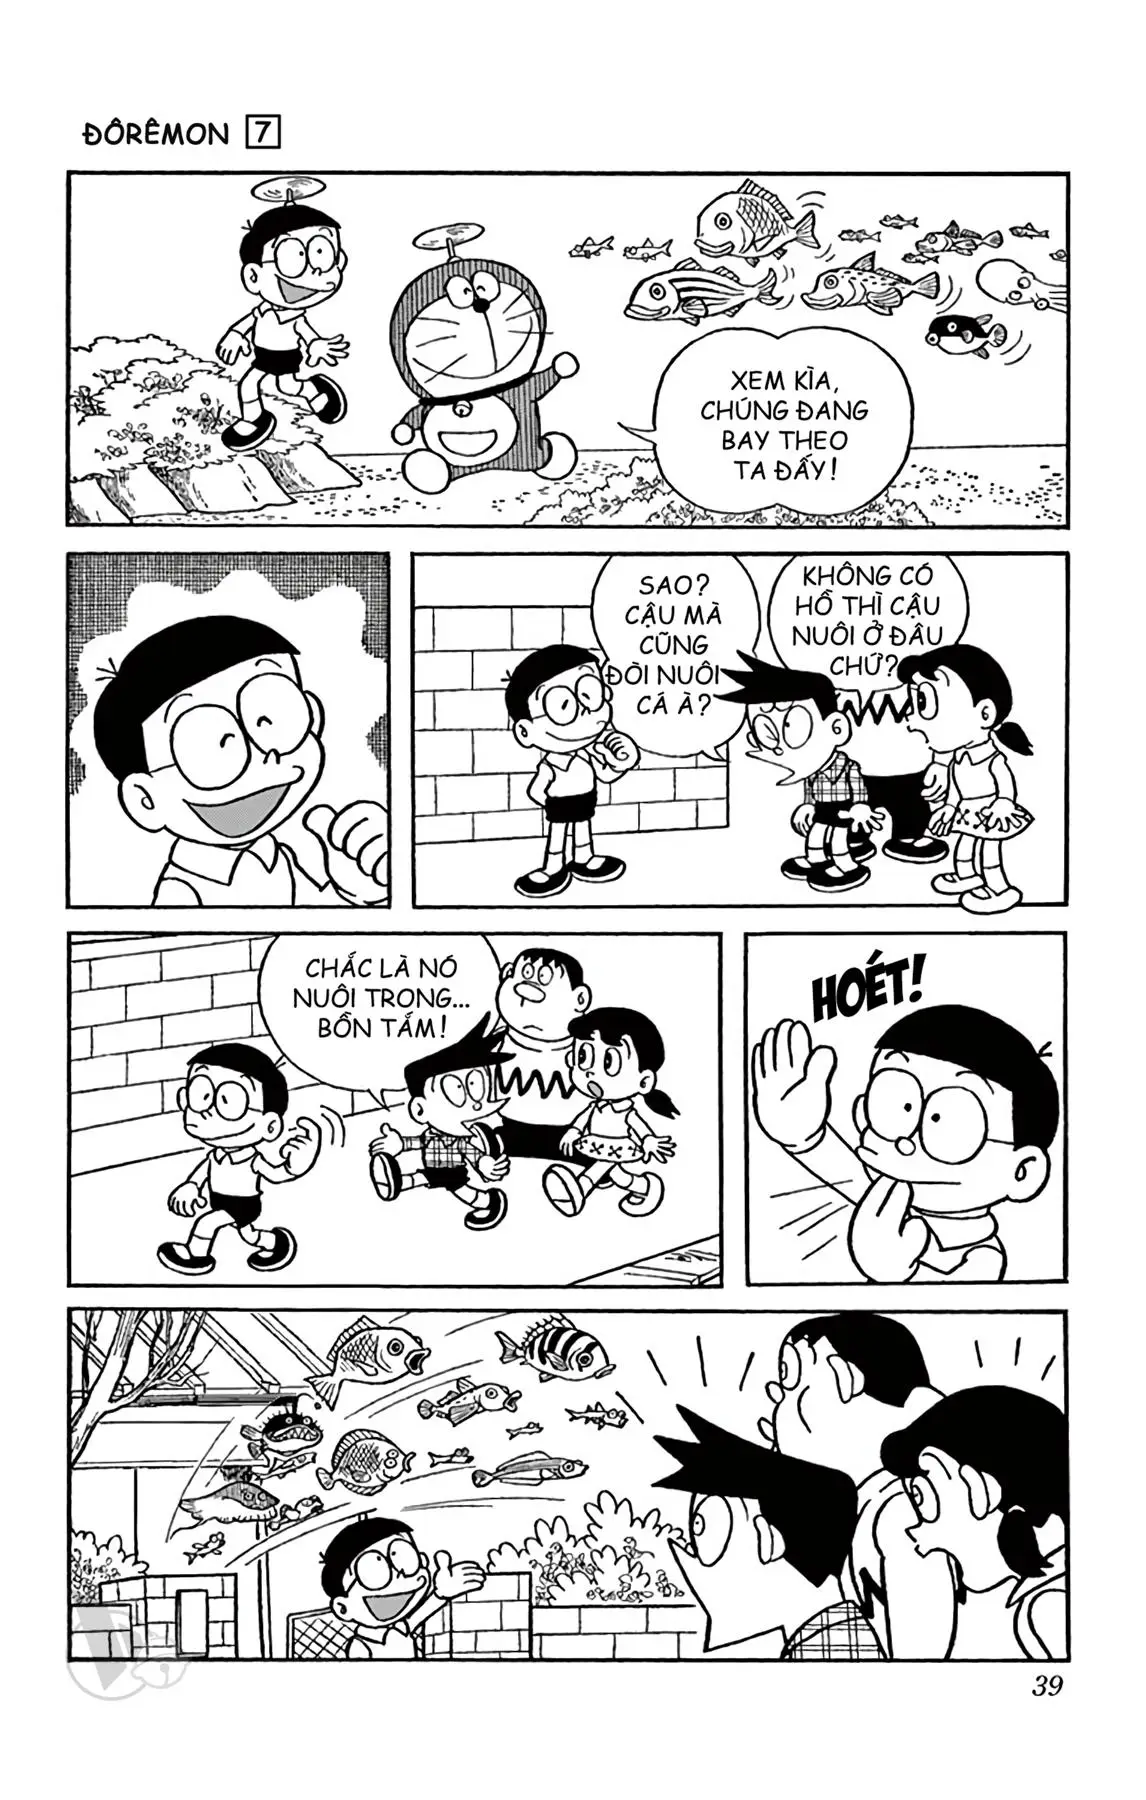 ĐÔRÊMON 7
XEM KÌA,
CHÚNG ĐANG
BAY THEO
TA ĐẤY!
SAO?
CẬU MÀ
CŨNG
ĐÒI NUÔI
CÁ À?
KHÔNG CÓ
HỒ THÌ CẬU
NUÔI Ở ĐÂU
CHỨ?
CHẮC LÀ NÓ
NUÔI TRONG...
BỒN TẮM!
HOÉT!
39